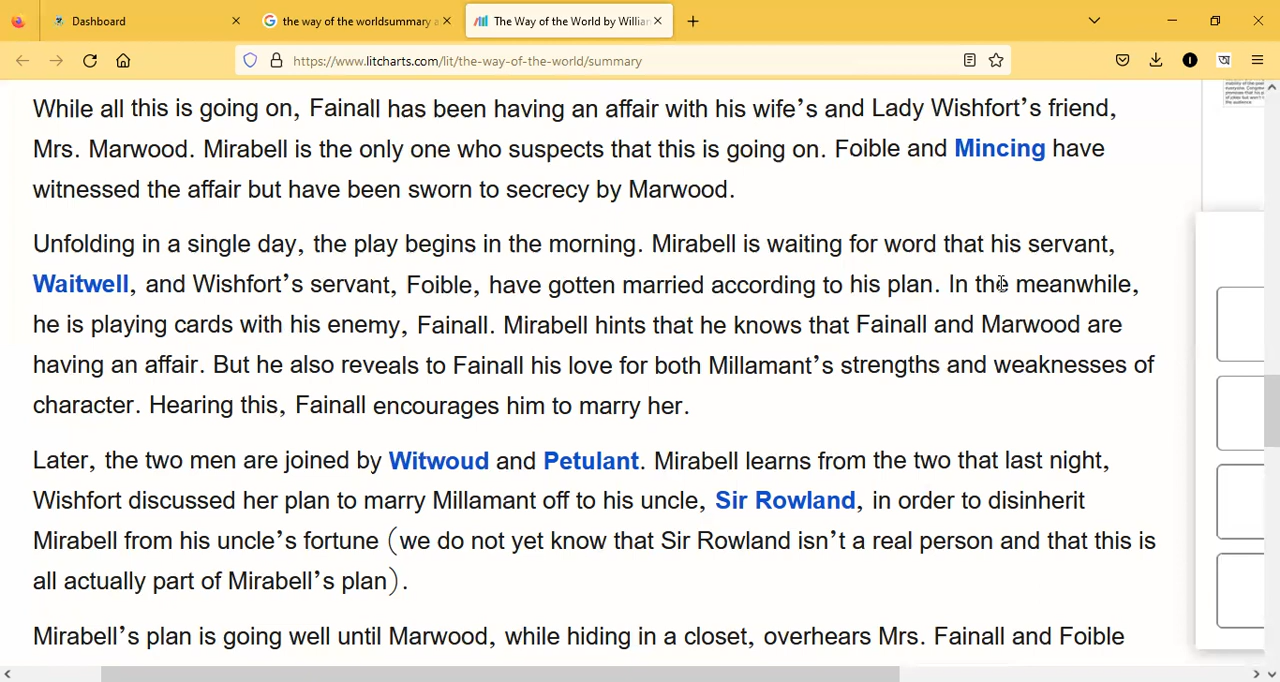 Dashboard
the way of the worldsummary a
The Way of the World by Willian
https://www.litcharts.com/lit/the-way-of-the-world/summary
While all this is going on, Fainall has been having an affair with his wife’s and Lady Wishfort’s friend,
Mrs. Marwood. Mirabell is the only one who suspects that this is going on. Foible and Mincing have
witnessed the affair but have been sworn to secrecy by Marwood.
Unfolding in a single day, the play begins in the morning. Mirabell is waiting for word that his servant,
Waitwell, and Wishfort’s servant, Foible, have gotten married according to his plan. In the meanwhile,
he is playing cards with his enemy, Fainall. Mirabell hints that he knows that Fainall and Marwood are
having an affair. But he also reveals to Fainall his love for both Millamant’s strengths and weaknesses of
character. Hearing this, Fainall encourages him to marry her.
Later, the two men are joined by Witwoud and Petulant. Mirabell learns from the two that last night,
Wishfort discussed her plan to marry Millamant off to his uncle, Sir Rowland, in order to disinherit
Mirabell from his uncle’s fortune (we do not yet know that Sir Rowland isn’t a real person and that this is
all actually part of Mirabell’s plan).
Mirabell’s plan is going well until Marwood, while hiding in a closet, overhears Mrs. Fainall and Foible